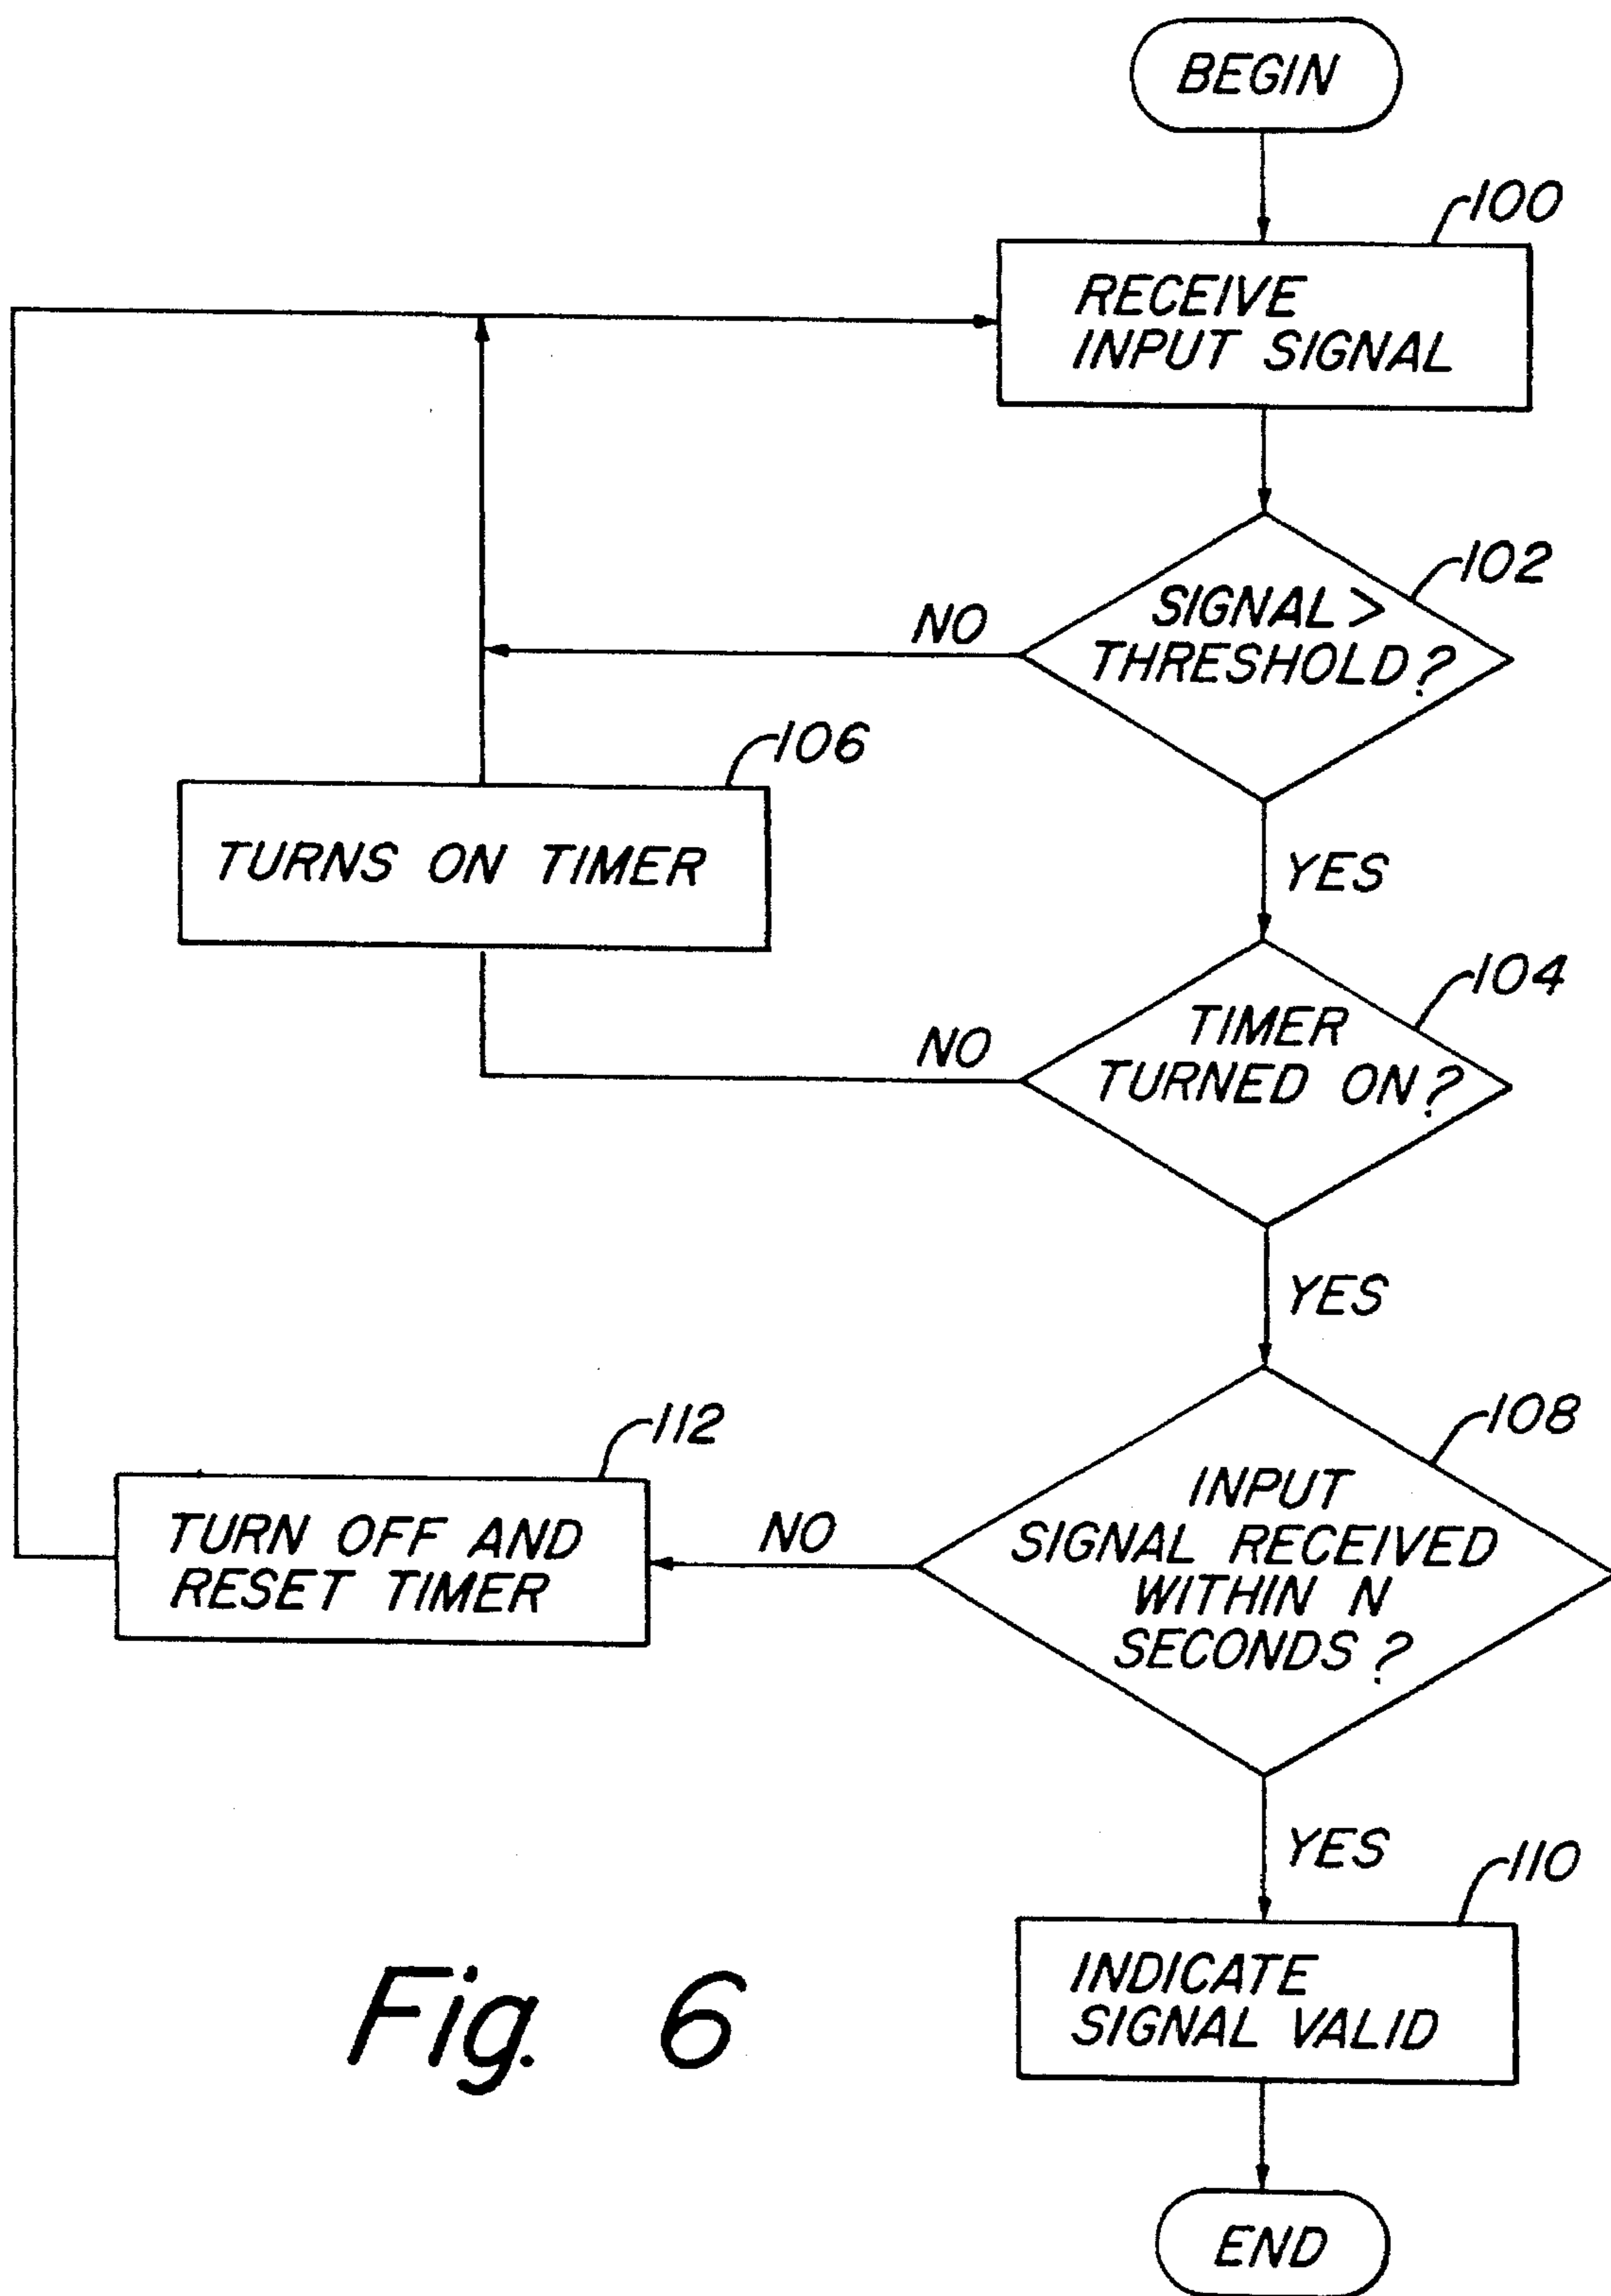 BEGIN
100
RECEIVE
INPUT SIGNAL
102
SIGNAL >
THRESHOLD?
NO
106
TURNS ON TIMER
YES
104
TIMER
TURNED ON?
NO
YES
108
INPUT
SIGNAL RECEIVED
WITHIN N
SECONDS?
112
NO
TURN OFF AND
RESET TIMER
YES
110
INDICATE
SIGNAL VALID
Fig. 6
END